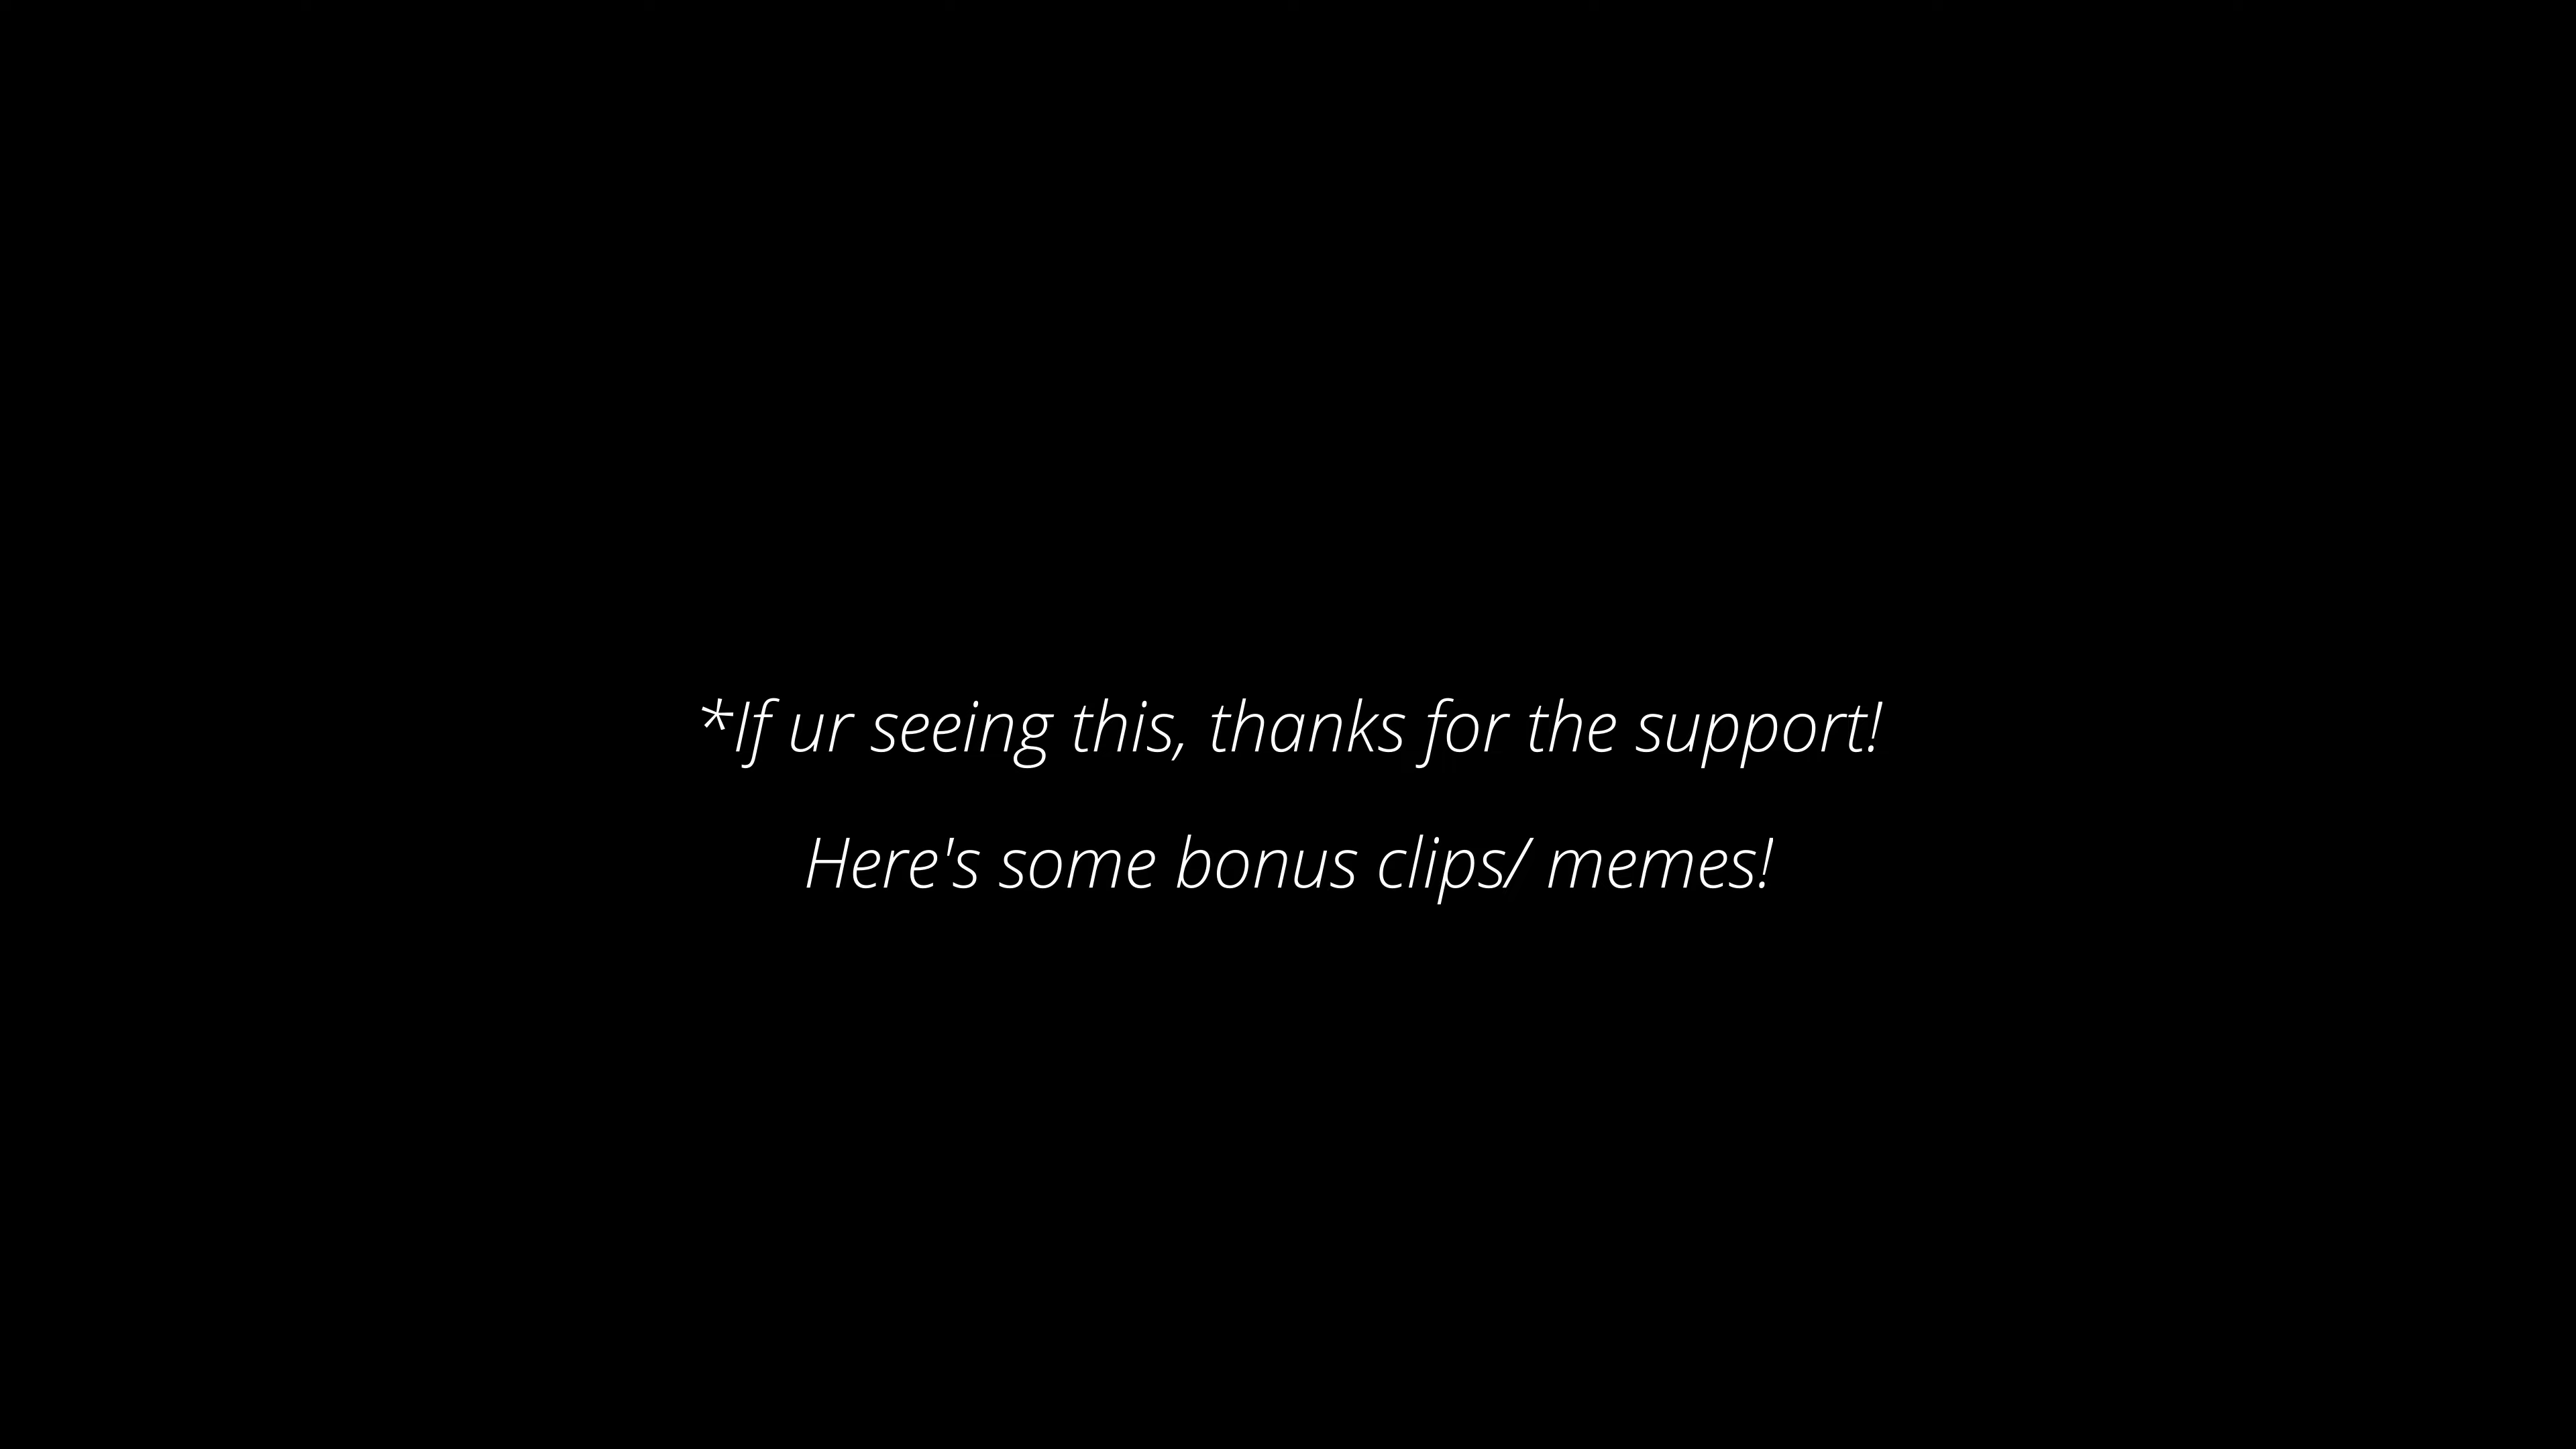 *If ur seeing this, thanks for the support!
Here's some bonus clips/ memes!